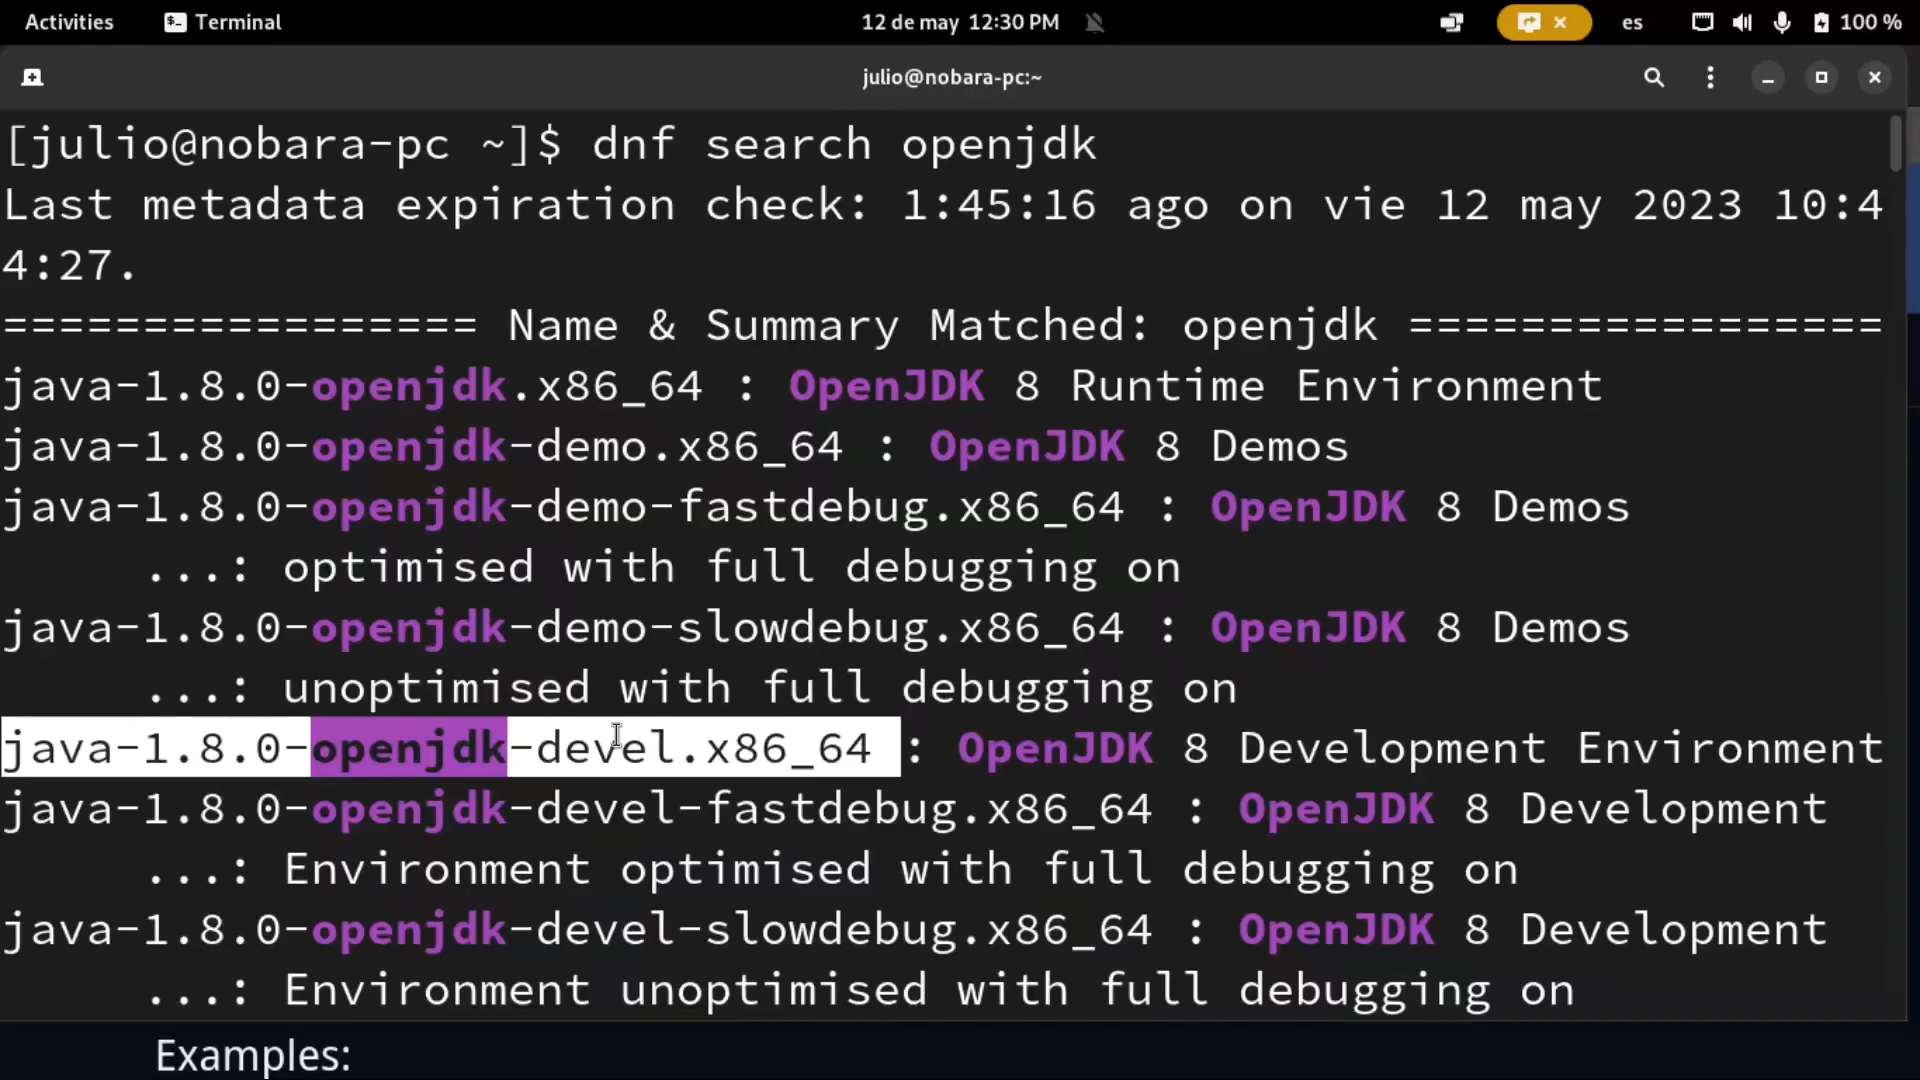 Activities Terminal 12 de may 12:30 PM es 100 %
julio@nobara-pc:~
[julio@nobara-pc ~]$ dnf search openjdk
Last metadata expiration check: 1:45:16 ago on vie 12 may 2023 10:4
4:27.
================= Name & Summary Matched: openjdk =================
java-1.8.0-openjdk.x86_64 : OpenJDK 8 Runtime Environment
java-1.8.0-openjdk-demo.x86_64 : OpenJDK 8 Demos
java-1.8.0-openjdk-demo-fastdebug.x86_64 : OpenJDK 8 Demos
...: optimised with full debugging on
java-1.8.0-openjdk-demo-slowdebug.x86_64 : OpenJDK 8 Demos
...: unoptimised with full debugging on
java-1.8.0-openjdk-devel.x86_64 : OpenJDK 8 Development Environment
java-1.8.0-openjdk-devel-fastdebug.x86_64 : OpenJDK 8 Development
...: Environment optimised with full debugging on
java-1.8.0-openjdk-devel-slowdebug.x86_64 : OpenJDK 8 Development
...: Environment unoptimised with full debugging on
Examples: